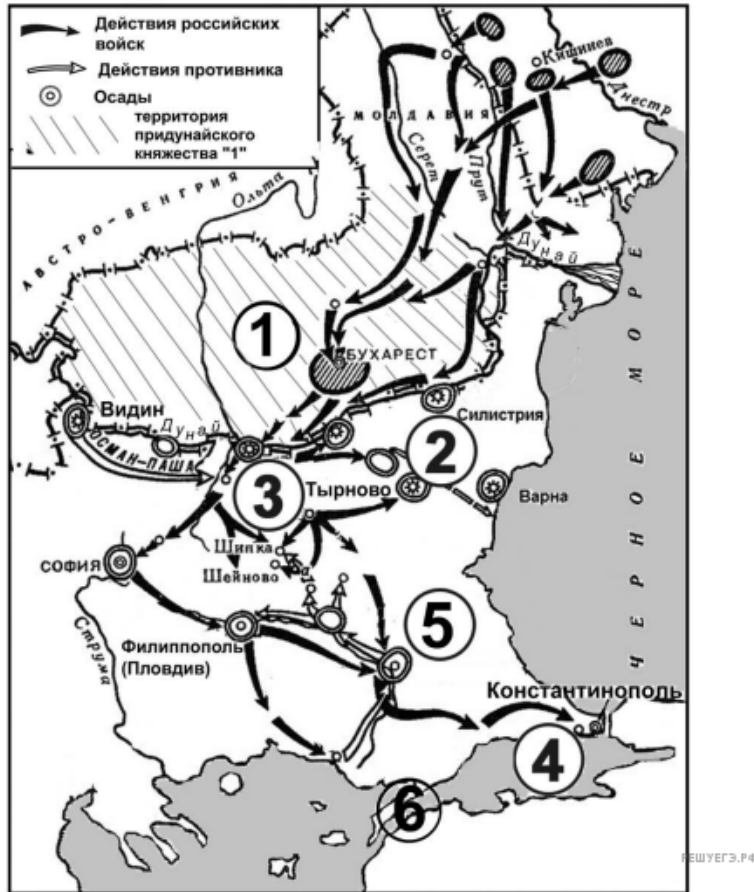 Действия российских
войск
Действия противника
Осады
территория
придунайского
княжества "1"
Кишинев
Днестр
МОЛДАВИЯ
Серет
Прут
АВСТРО-ВЕНГРИЯ
Ольта
Дунай
1
БУХАРЕСТ
Видин
Дунай
ОСМАН-ПАША
Силистрия
2
3
Тырново
Варна
Шипка
Шейново
СОФИЯ
Струма
Филиппополь
(Пловдив)
5
Константинополь
4
6
ЧЕРНОЕ МОРЕ
РЕШУЕГЭ.РФ